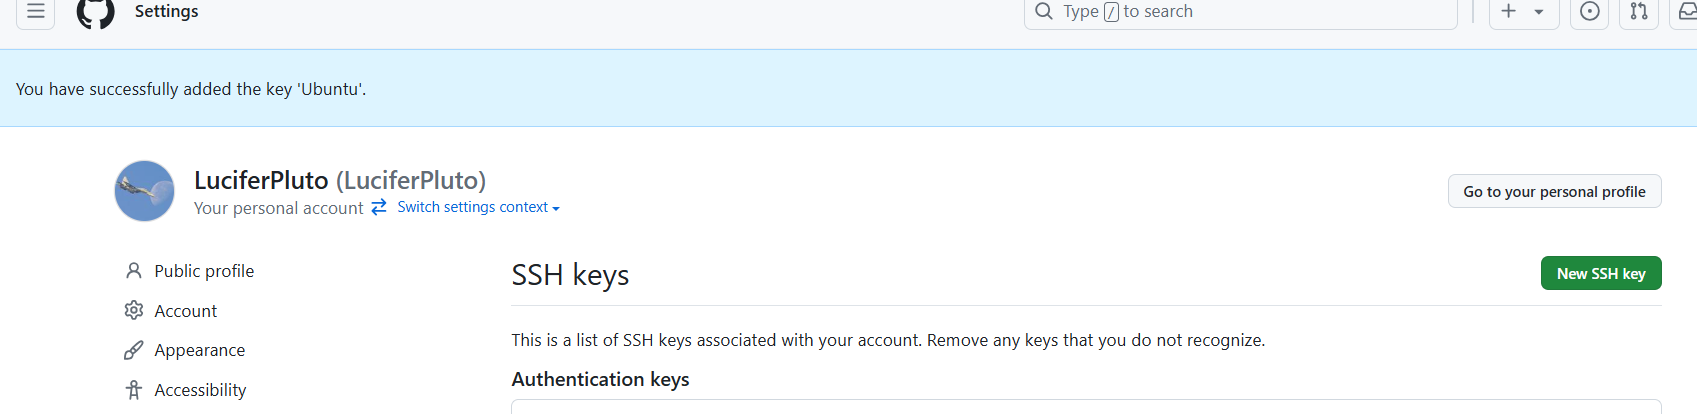 Settings
Type / to search
You have successfully added the key 'Ubuntu'.
LuciferPluto (LuciferPluto)
Your personal account Switch settings context
Go to your personal profile
Public profile
Account
Appearance
Accessibility
SSH keys
New SSH key
This is a list of SSH keys associated with your account. Remove any keys that you do not recognize.
Authentication keys